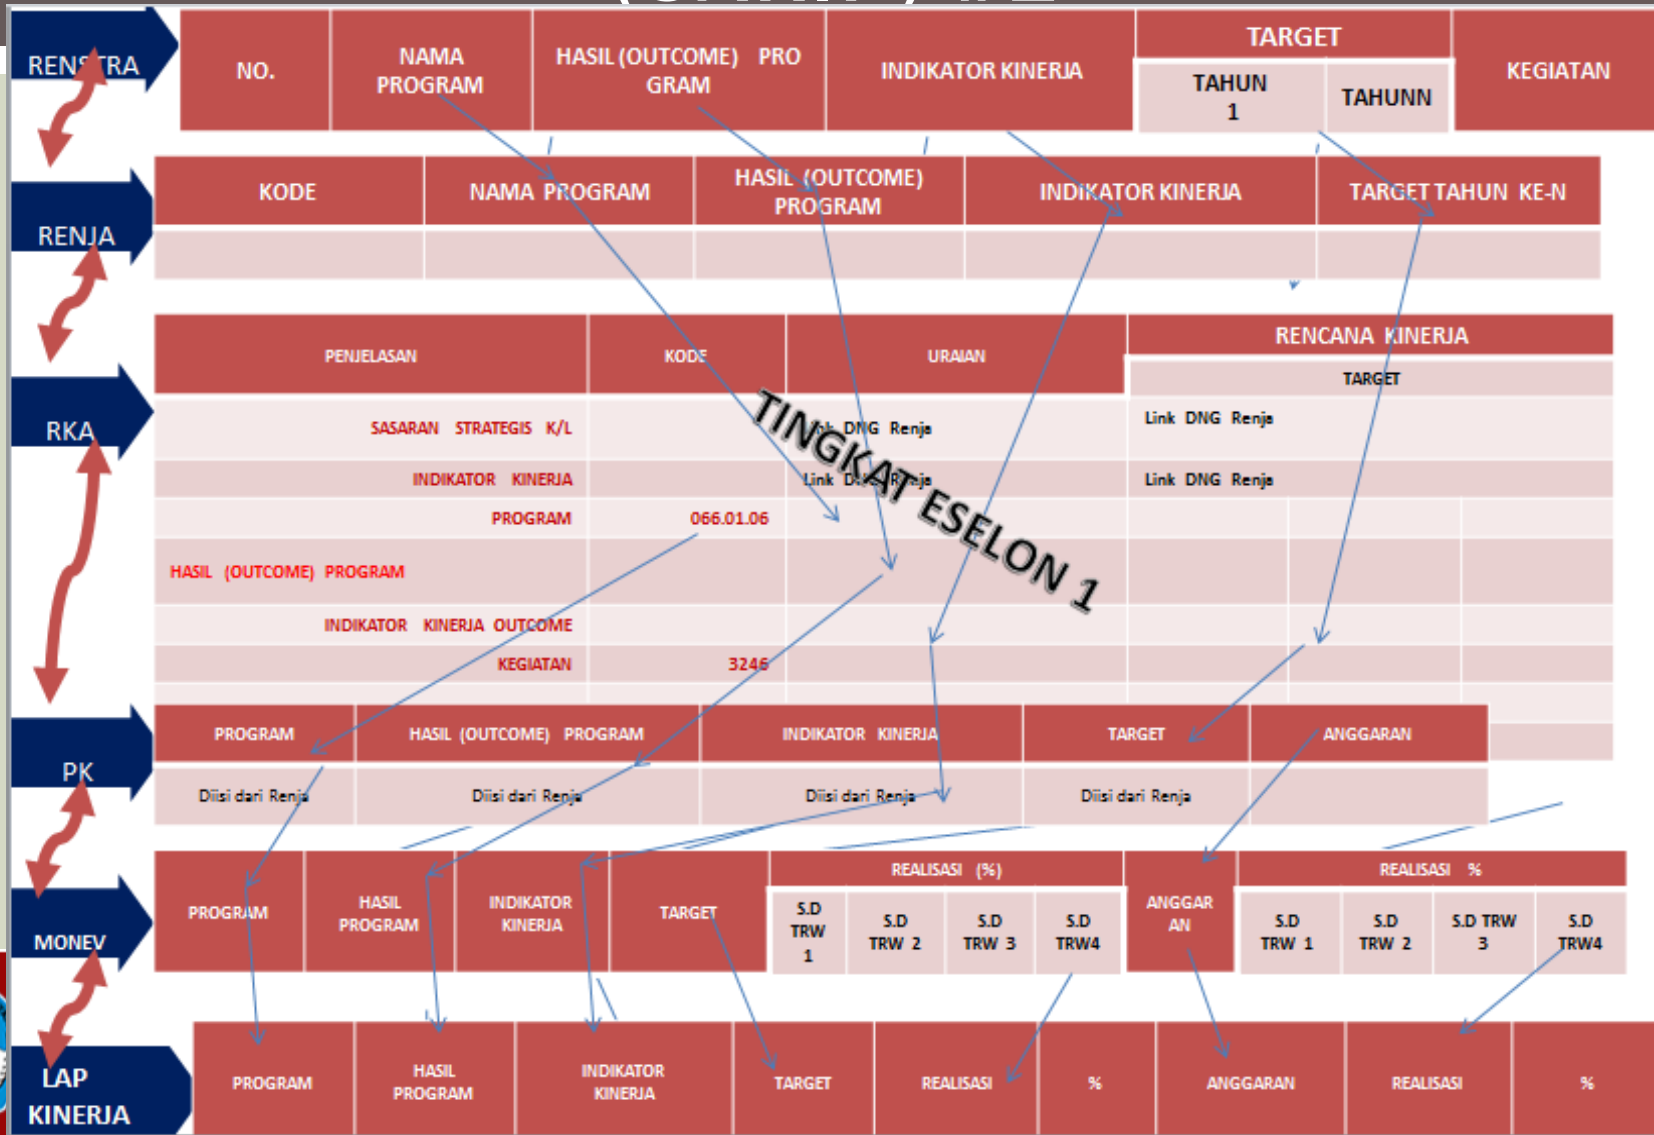 RENSTRA
NO.
NAMA
PROGRAM
HASIL (OUTCOME) PRO
GRAM
INDIKATOR KINERJA
TARGET
TAHUN
1
TAHUNN
KEGIATAN
RENJA
KODE
NAMA PROGRAM
HASIL (OUTCOME)
PROGRAM
INDIKATOR KINERJA
TARGET TAHUN KE-N
RKA
PENJELASAN
KODE
URAIAN
RENCANA KINERJA
TARGET
SASARAN STRATEGIS K/L
Link DNG Renja
Link DNG Renja
INDIKATOR KINERJA
Link DNG Renja
Link DNG Renja
PROGRAM
066.01.06
HASIL (OUTCOME) PROGRAM
INDIKATOR KINERJA OUTCOME
KEGIATAN
3246
TINGKAT ESELON 1
PK
PROGRAM
HASIL (OUTCOME) PROGRAM
INDIKATOR KINERJA
TARGET
ANGGARAN
Diisi dari Renja
Diisi dari Renja
Diisi dari Renja
Diisi dari Renja
MONEV
PROGRAM
HASIL
PROGRAM
INDIKATOR
KINERJA
TARGET
REALISASI (%)
S.D
TRW
1
S.D
TRW 2
S.D
TRW 3
S.D
TRW4
ANGGAR
AN
REALISASI %
S.D
TRW 1
S.D
TRW 2
S.D TRW
3
S.D
TRW4
LAP
KINERJA
PROGRAM
HASIL
PROGRAM
INDIKATOR
KINERJA
TARGET
REALISASI
%
ANGGARAN
REALISASI
%